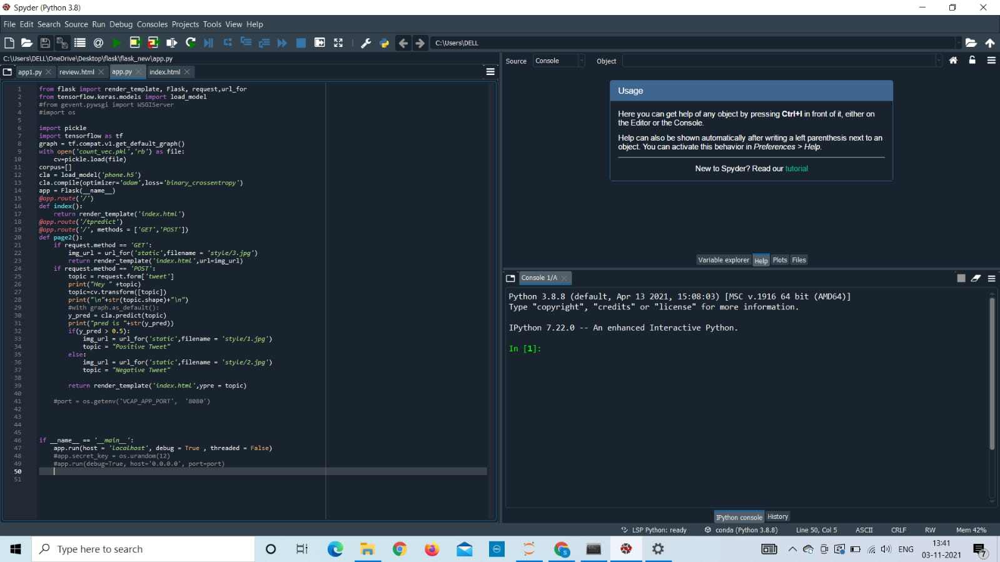 Spyder (Python 3.8)
File Edit Search Source Run Debug Consoles Projects Tools View Help
C:\Users\DELL
C:\Users\DELL\OneDrive\Desktop\flask\flask_new\app.py
app1.py review.html app.py index.html
1 from flask import render_template, Flask, request,url_for
2 from tensorflow.keras.models import load_model
3 #from gevent.pywsgi import WSGIServer
4 #import os
5
6 import pickle
7 import tensorflow as tf
8 graph = tf.compat.v1.get_default_graph()
9 with open('count_vec.pkl','rb') as file:
10 cv=pickle.load(file)
11 corpus=[]
12 cla = load_model('phone.h5')
13 cla.compile(optimizer='adam',loss='binary_crossentropy')
14 app = Flask(__name__)
15 @app.route('/')
16 def index():
17 return render_template('index.html')
18 @app.route('/tpredict')
19 @app.route('/', methods = ['GET','POST'])
20 def page2():
21 if request.method == 'GET':
22 img_url = url_for('static',filename = 'style/3.jpg')
23 return render_template('index.html',url=img_url)
24 if request.method == 'POST':
25 topic = request.form['tweet']
26 print("Hey " +topic)
27 topic=cv.transform([topic])
28 print("\n"+str(topic.shape)+"\n")
29 #with graph.as_default():
30 y_pred = cla.predict(topic)
31 print("pred is "+str(y_pred))
32 if(y_pred > 0.5):
33 img_url = url_for('static',filename = 'style/1.jpg')
34 topic = "Positive Tweet"
35 else:
36 img_url = url_for('static',filename = 'style/2.jpg')
37 topic = "Negative Tweet"
38
39 return render_template('index.html',ypre = topic)
40
41 #port = os.getenv('VCAP_APP_PORT', '8080')
42
43
44
45
46 if __name__ == '__main__':
47 app.run(host = 'localhost', debug = True , threaded = False)
48 #app.secret_key = os.urandom(12)
49 #app.run(debug=True, host='0.0.0.0', port=port)
50
51
Source Console Object
Usage
Here you can get help of any object by pressing Ctrl+I in front of it, either on
the Editor or the Console.
Help can also be shown automatically after writing a left parenthesis next to an
object. You can activate this behavior in Preferences > Help.
New to Spyder? Read our tutorial
Variable explorer Help Plots Files
Console 1/A
Python 3.8.8 (default, Apr 13 2021, 15:08:03) [MSC v.1916 64 bit (AMD64)]
Type "copyright", "credits" or "license" for more information.
IPython 7.22.0 -- An enhanced Interactive Python.
In [1]:
IPython console History
LSP Python: ready conda (Python 3.8.8) Line 50, Col 5 ASCII CRLF RW Mem 42%
Type here to search
ENG
13:41
03-11-2021
7